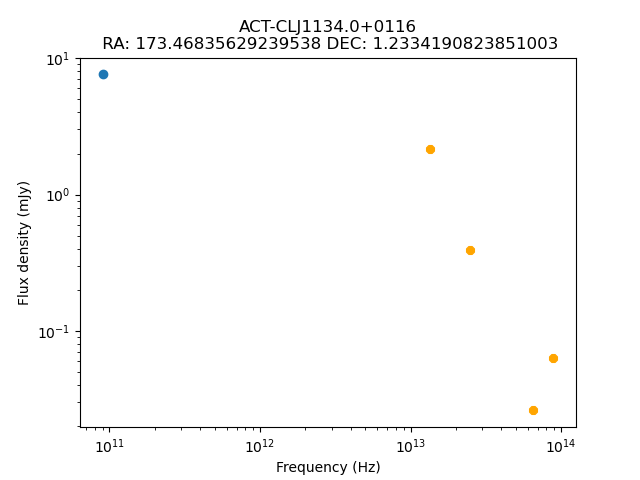 ACT-CLJ1134.0+0116
RA: 173.46835629239538 DEC: 1.2334190823851003
Flux density (mJy)
10¹
10⁰
10⁻¹
10¹¹ 10¹² 10¹³ 10¹⁴
Frequency (Hz)